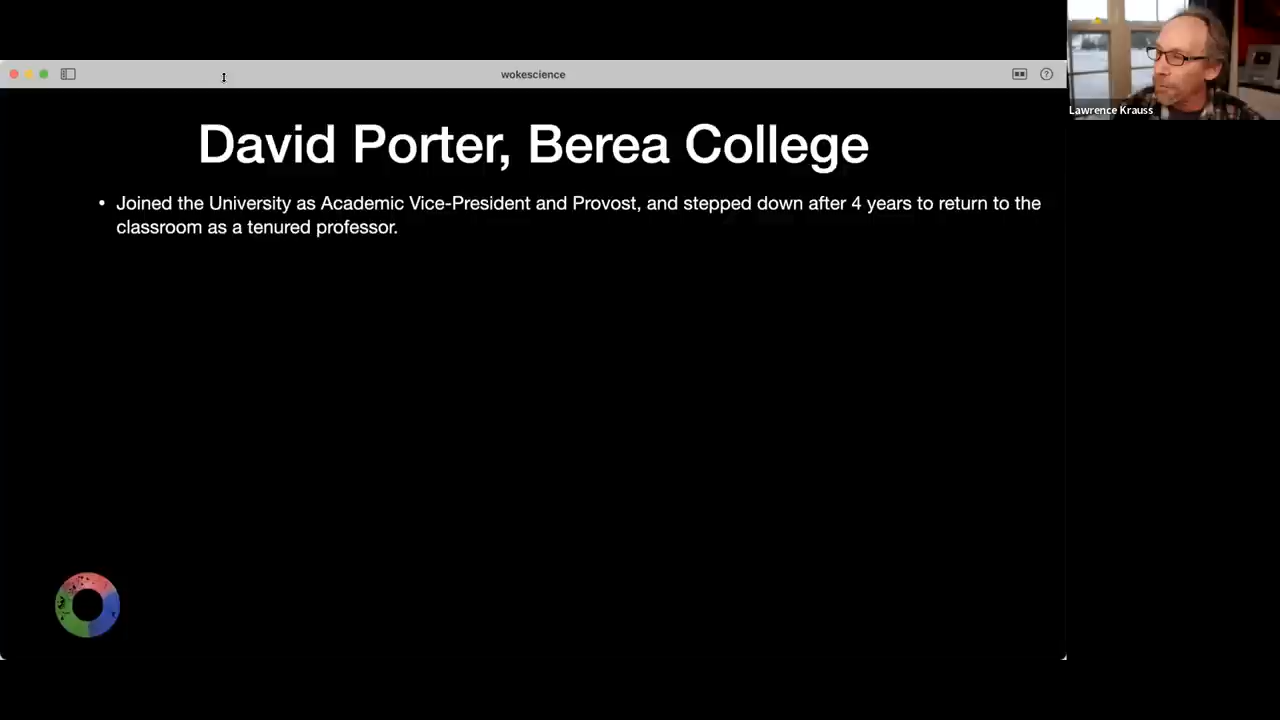 wokescience
Lawrence Krauss
David Porter, Berea College
• Joined the University as Academic Vice-President and Provost, and stepped down after 4 years to return to the
classroom as a tenured professor.